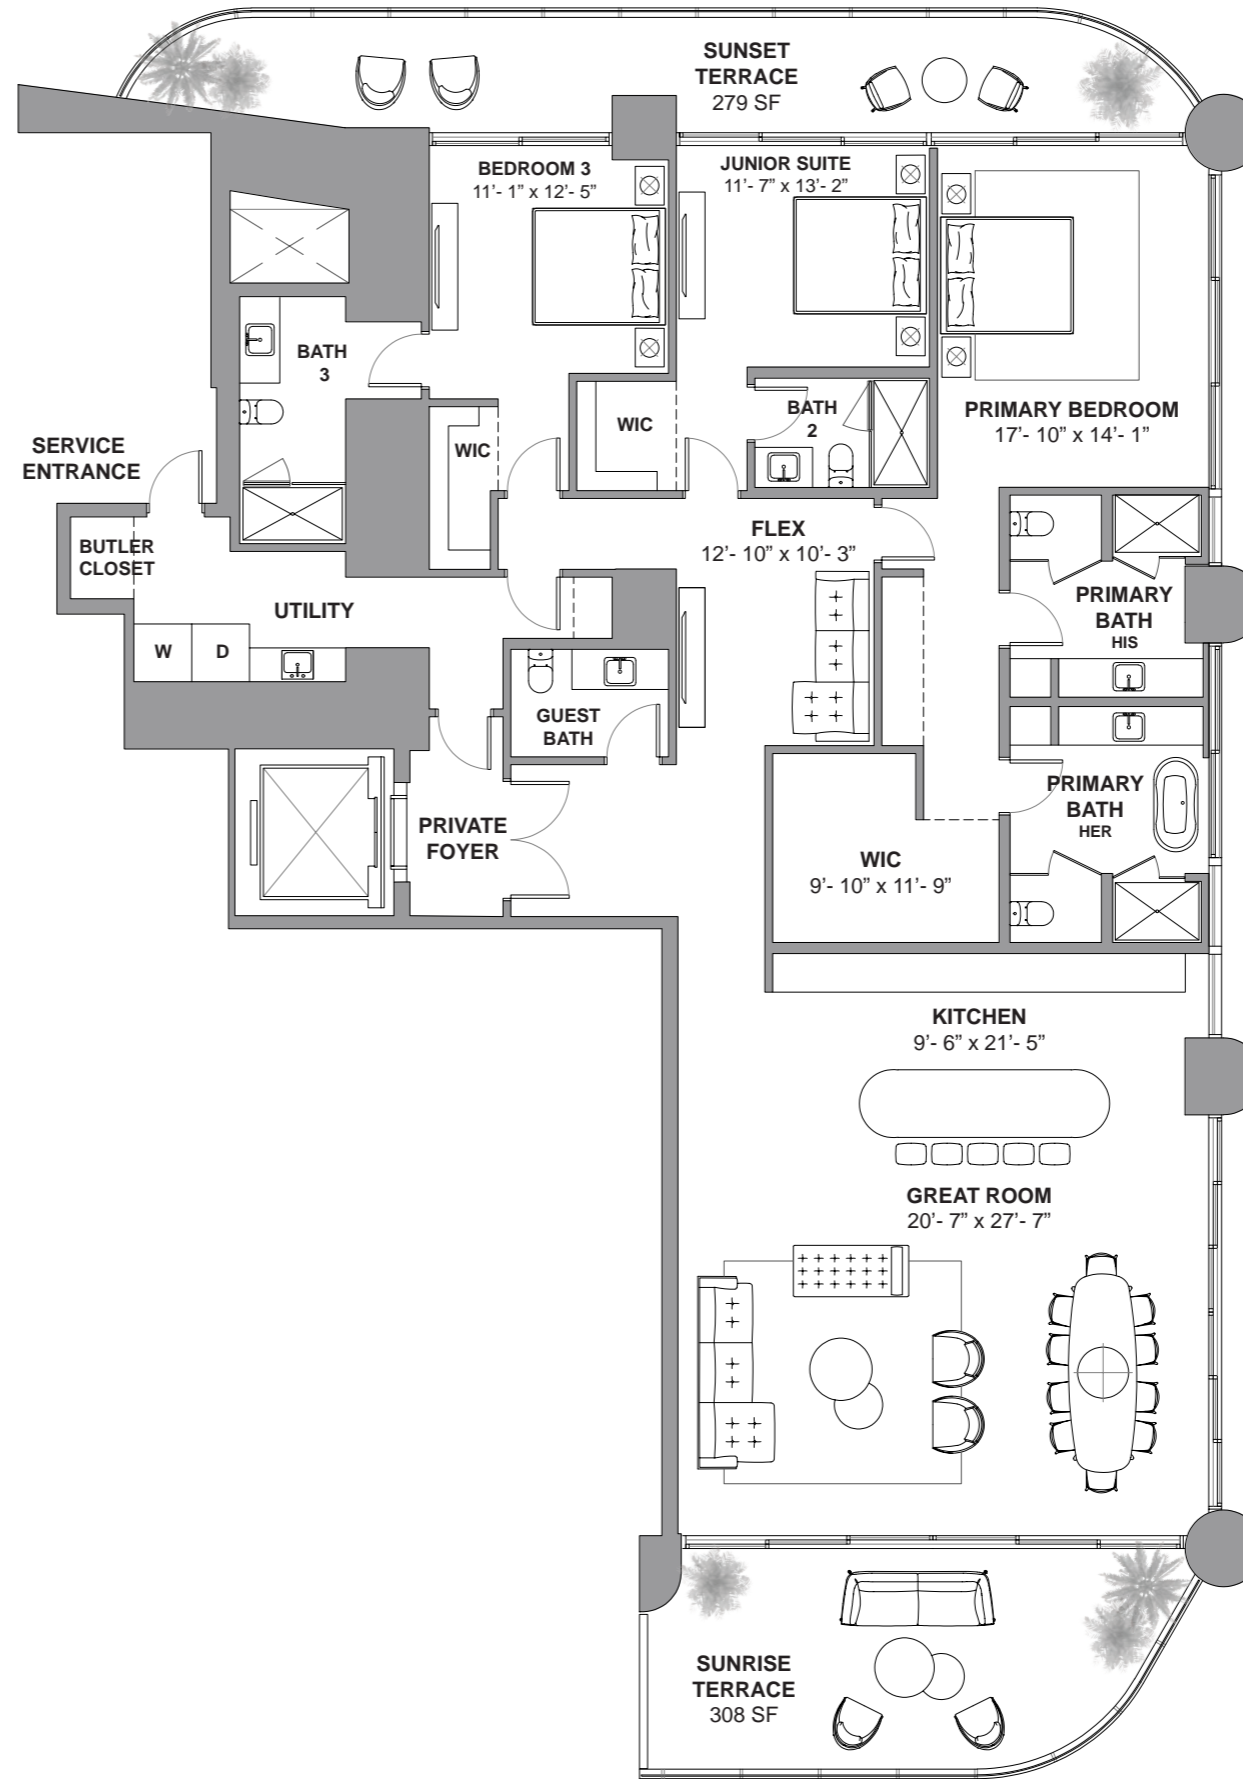 SUNSET
TERRACE
279 SF
BEDROOM 3
11’- 1” x 12’- 5”
JUNIOR SUITE
11’- 7” x 13’- 2”
BATH
3
WIC
WIC
BATH
2
PRIMARY BEDROOM
17’- 10” x 14’- 1”
SERVICE
ENTRANCE
BUTLER
CLOSET
FLEX
12’- 10” x 10’- 3”
UTILITY
W
D
PRIMARY
BATH
HIS
GUEST
BATH
PRIMARY
BATH
HER
PRIVATE
FOYER
WIC
9’- 10” x 11’- 9”
KITCHEN
9’- 6” x 21’- 5”
GREAT ROOM
20’- 7” x 27’- 7”
SUNRISE
TERRACE
308 SF